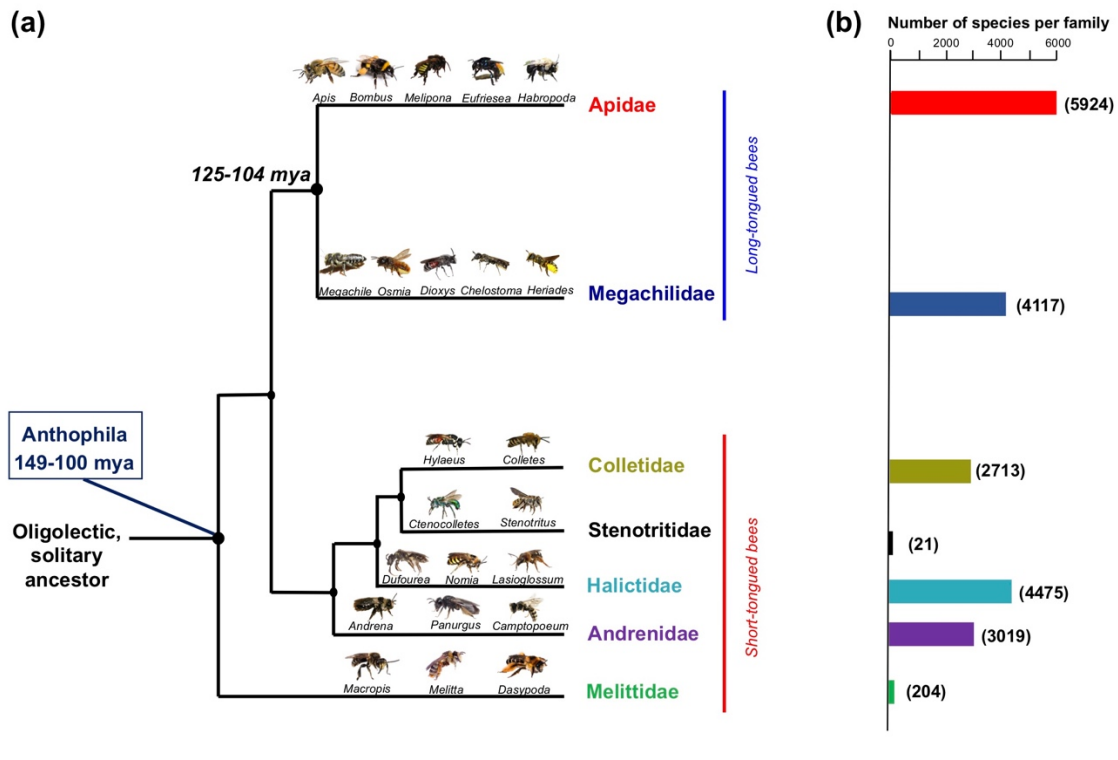 (a)
(b)
Number of species per family
0 2000 4000 6000
Apis Bombus Melipona Eufriesea Habropoda
Apidae
(5924)
125-104 mya
Long-tongued bees
Megachile Osmia Dioxys Chelostoma Heriades
Megachilidae
(4117)
Anthophila
149-100 mya
Oligolectic,
solitary
ancestor
Hylaeus Colletes
Colletidae
(2713)
Ctenocolletes Stenotritus
Stenotritidae
(21)
Dufourea Nomia Lasioglossum
Halictidae
(4475)
Short-tongued bees
Andrena Panurgus Camptopoeum
Andrenidae
(3019)
Macropis Melitta Dasypoda
Melittidae
(204)